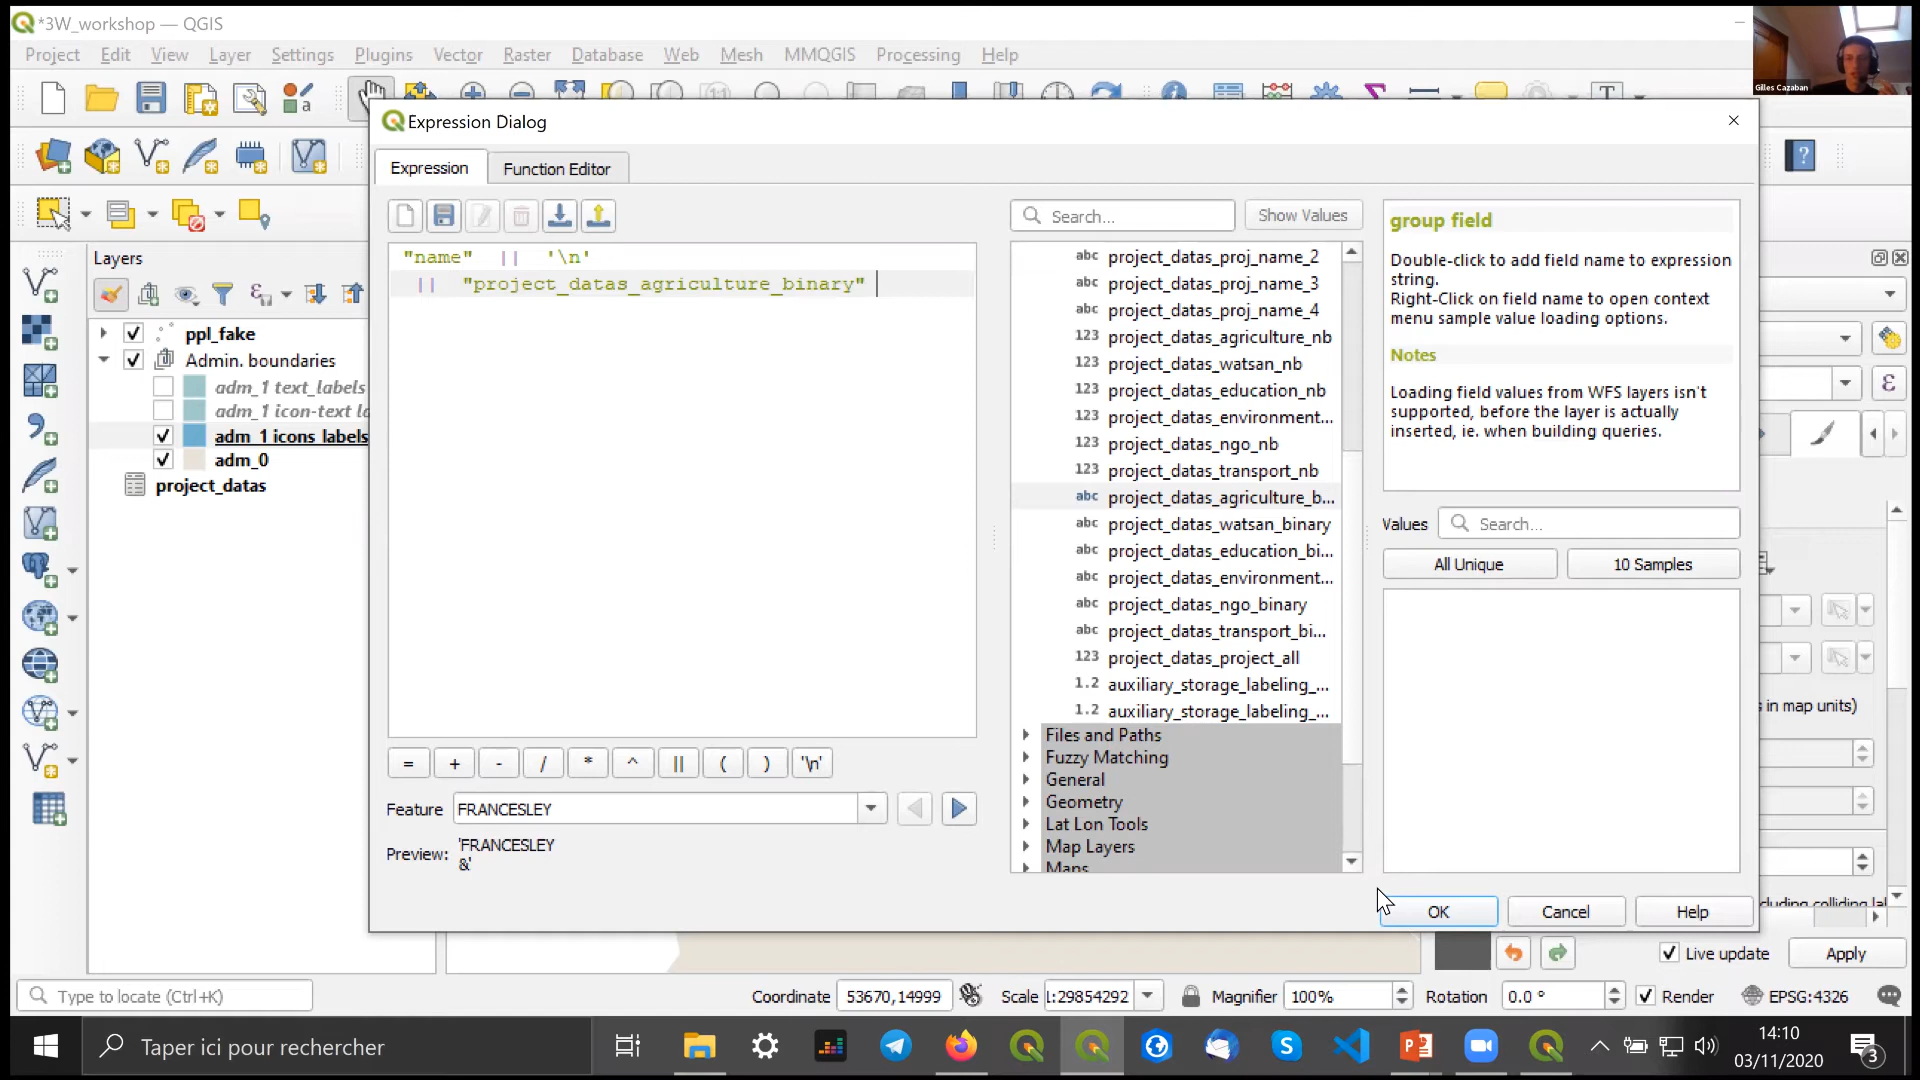 *3W_workshop — QGIS
Gilles Cazaban
Project Edit View Layer Settings Plugins Vector Raster Database Web Mesh MMQGIS Processing Help
Expression Dialog
Expression
Function Editor
Search...
Show Values
"name" || '\n'
|| "project_datas_agriculture_binary"
= + - / * ^ || ( ) '\n'
Feature FRANCESLEY
Preview: 'FRANCESLEY
&'
abc project_datas_proj_name_2
abc project_datas_proj_name_3
abc project_datas_proj_name_4
123 project_datas_agriculture_nb
123 project_datas_watsan_nb
123 project_datas_education_nb
123 project_datas_environment...
123 project_datas_ngo_nb
123 project_datas_transport_nb
abc project_datas_agriculture_b...
abc project_datas_watsan_binary
abc project_datas_education_bi...
abc project_datas_environment...
abc project_datas_ngo_binary
abc project_datas_transport_bi...
123 project_datas_project_all
1.2 auxiliary_storage_labeling_...
1.2 auxiliary_storage_labeling_...
Files and Paths
Fuzzy Matching
General
Geometry
Lat Lon Tools
Map Layers
Maps
group field
Double-click to add field name to expression
string.
Right-Click on field name to open context
menu sample value loading options.
Notes
Loading field values from WFS layers isn't
supported, before the layer is actually
inserted, ie. when building queries.
Values Search...
All Unique
10 Samples
OK
Cancel
Help
Layers
ppl_fake
Admin. boundaries
adm_1 text_labels
adm_1 icon-text l
adm_1 icons labels
adm_0
project_datas
s in map units)
Live update
Apply
Type to locate (Ctrl+K)
Coordinate 53670,14999
Scale 1:29854292
Magnifier 100%
Rotation 0.0 °
Render
EPSG:4326
Taper ici pour rechercher
14:10
03/11/2020
3